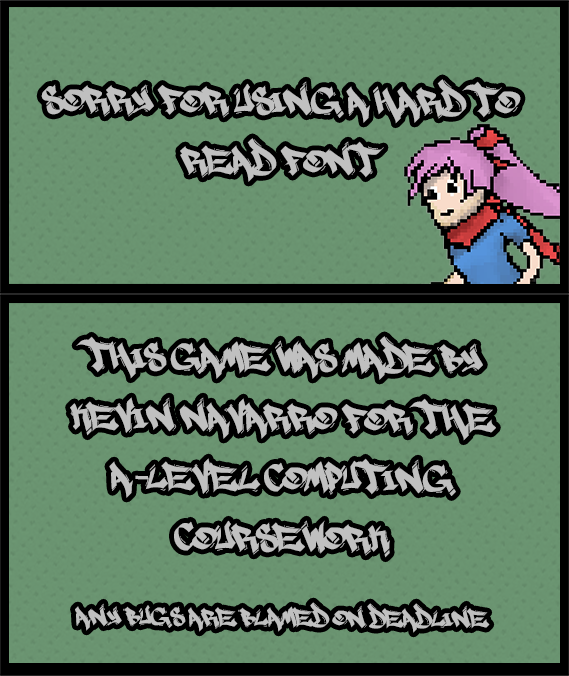 SORRY FOR USING A HARD TO
READ FONT
THIS GAME WAS MADE BY
KEVIN NAVARRO FOR THE
A-LEVEL COMPUTING
COURSEWORK
ANY BUGS ARE BLAMED ON DEADLINE